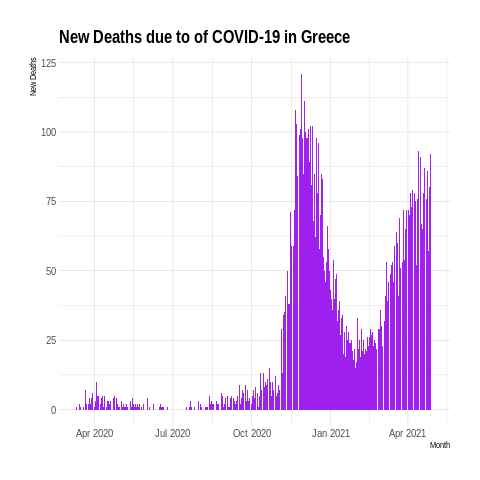 New Deaths due to of COVID-19 in Greece
New Deaths
125
100
75
50
25
0
Apr 2020 Jul 2020 Oct 2020 Jan 2021 Apr 2021
Month